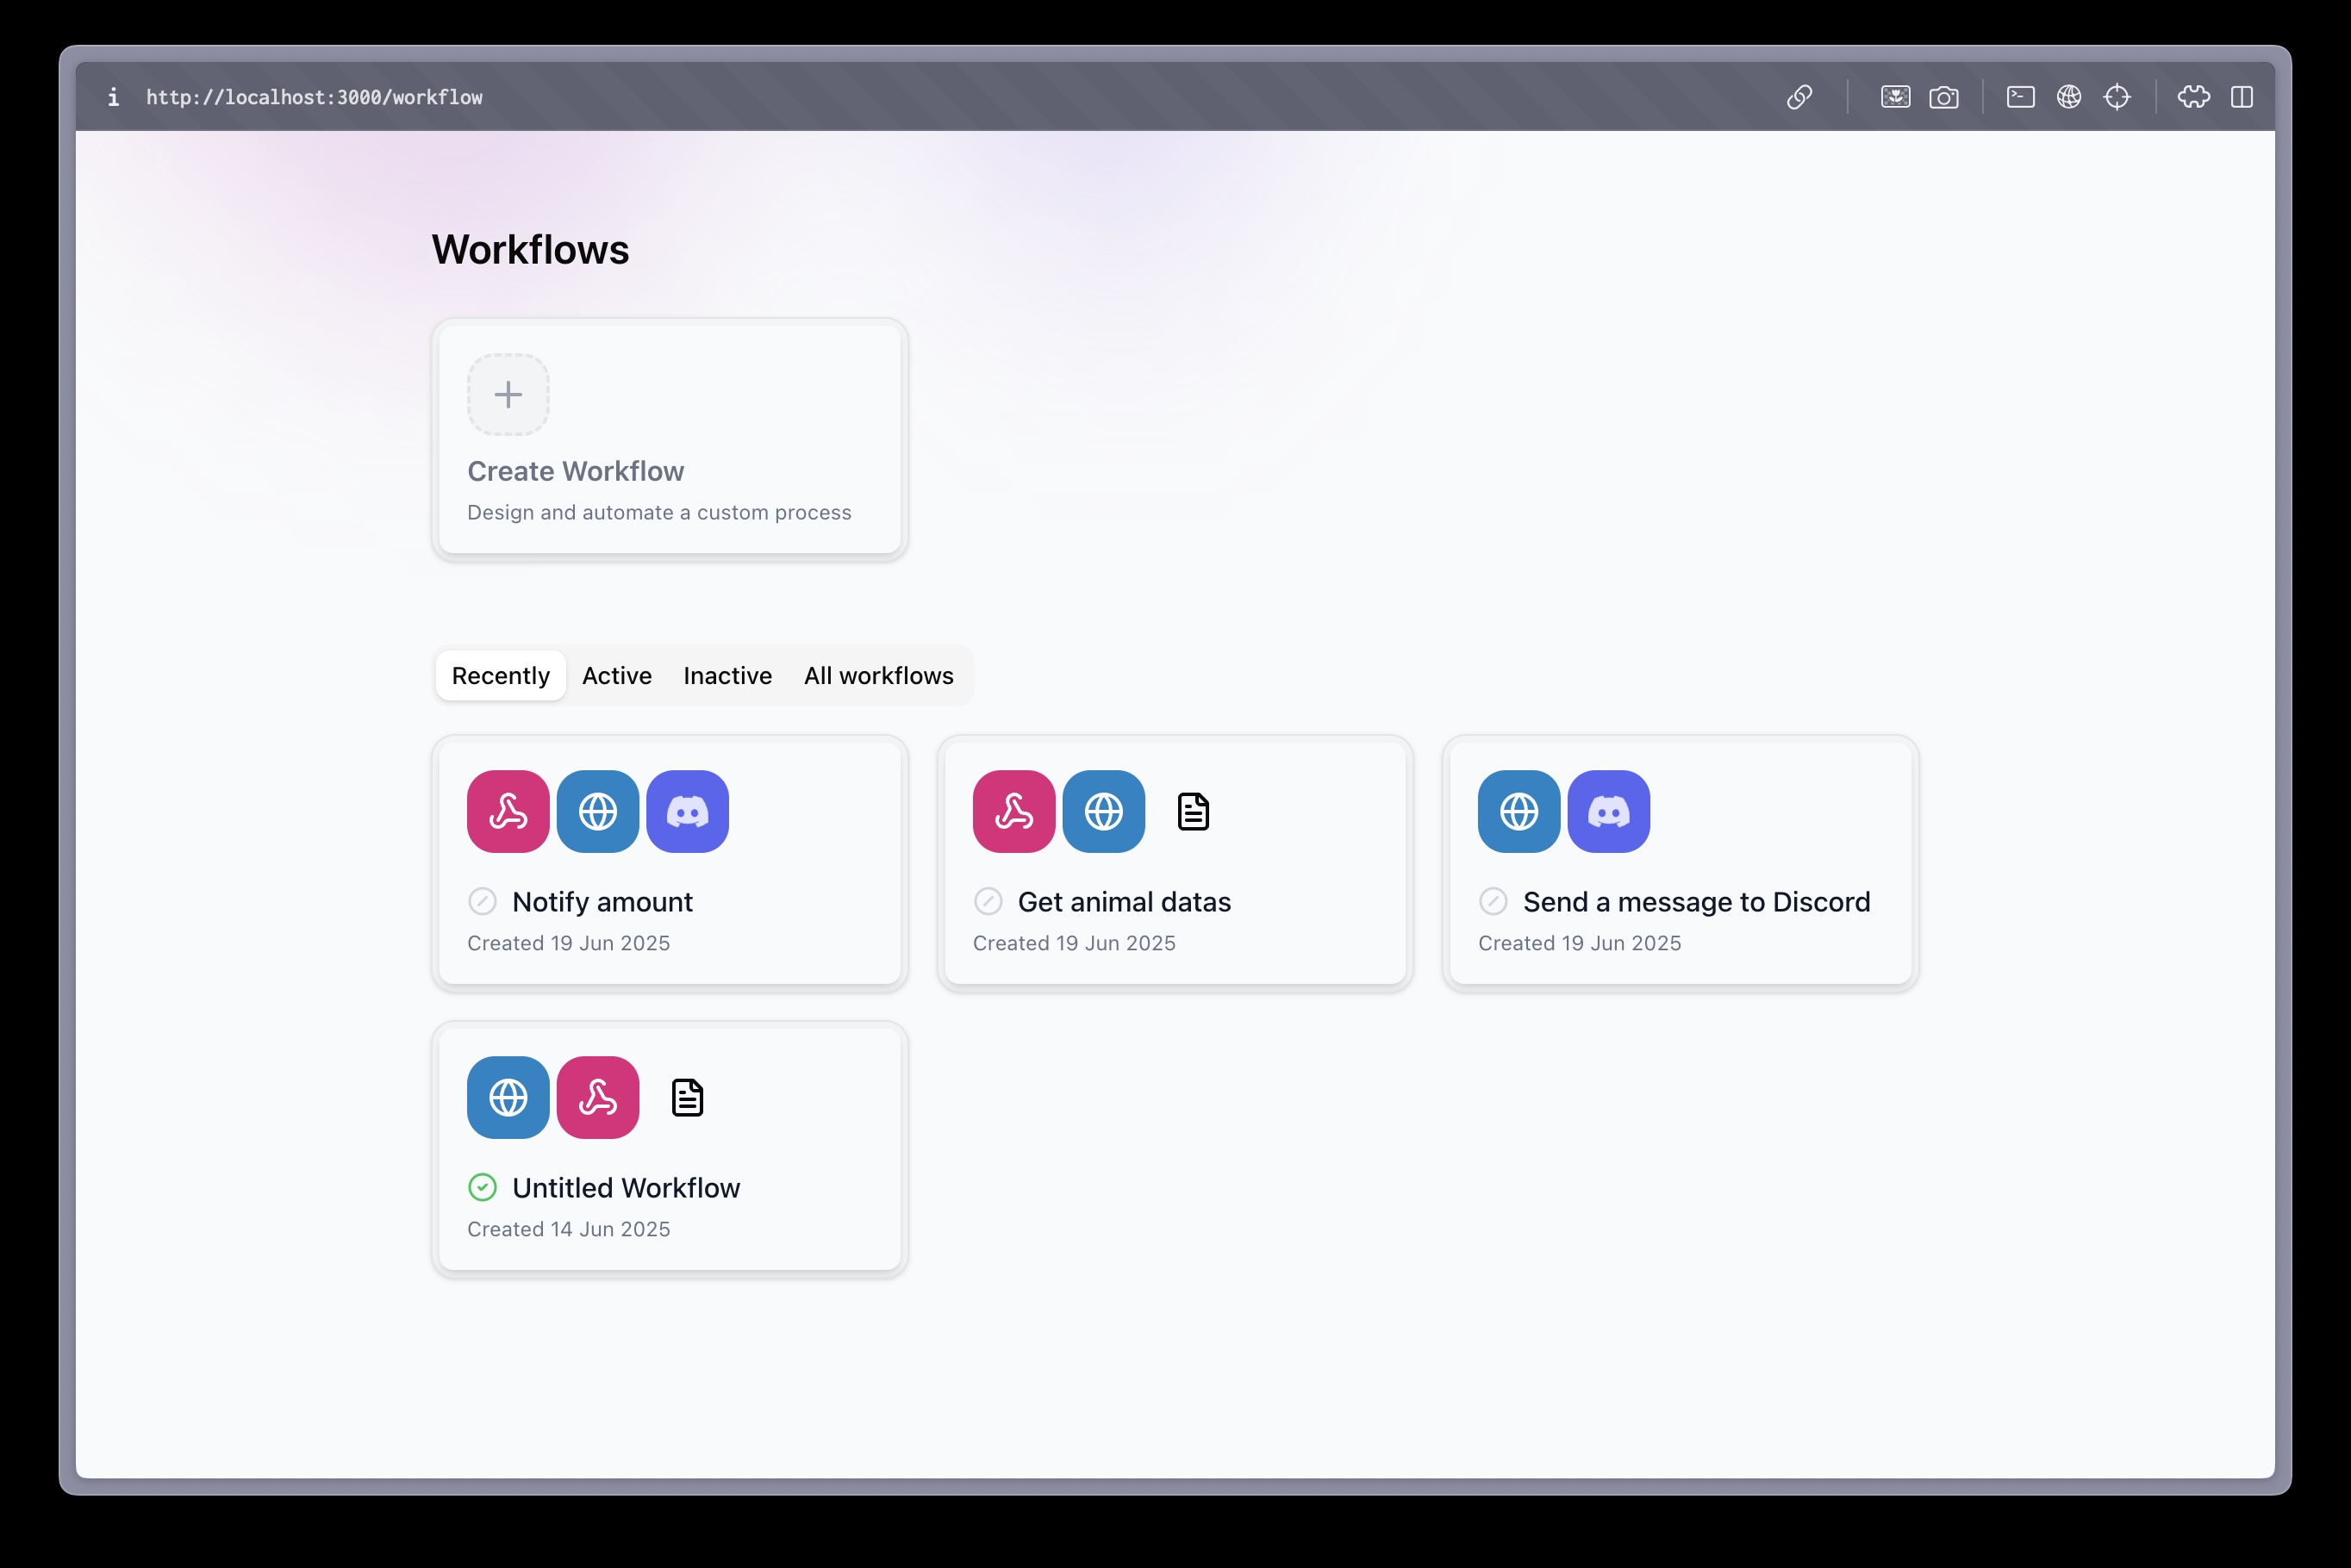 http://localhost:3000/workflow
Workflows
Create Workflow
Design and automate a custom process
Recently Active Inactive All workflows
Notify amount
Created 19 Jun 2025
Get animal datas
Created 19 Jun 2025
Send a message to Discord
Created 19 Jun 2025
Untitled Workflow
Created 14 Jun 2025